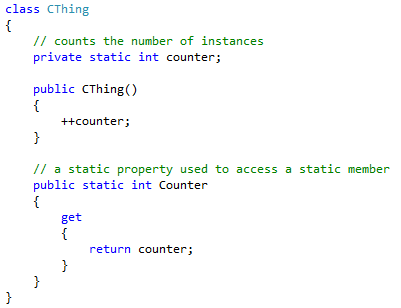 class CThing
{
    // counts the number of instances
    private static int counter;

    public CThing()
    {
        ++counter;
    }

    // a static property used to access a static member
    public static int Counter
    {
        get
        {
            return counter;
        }
    }
}